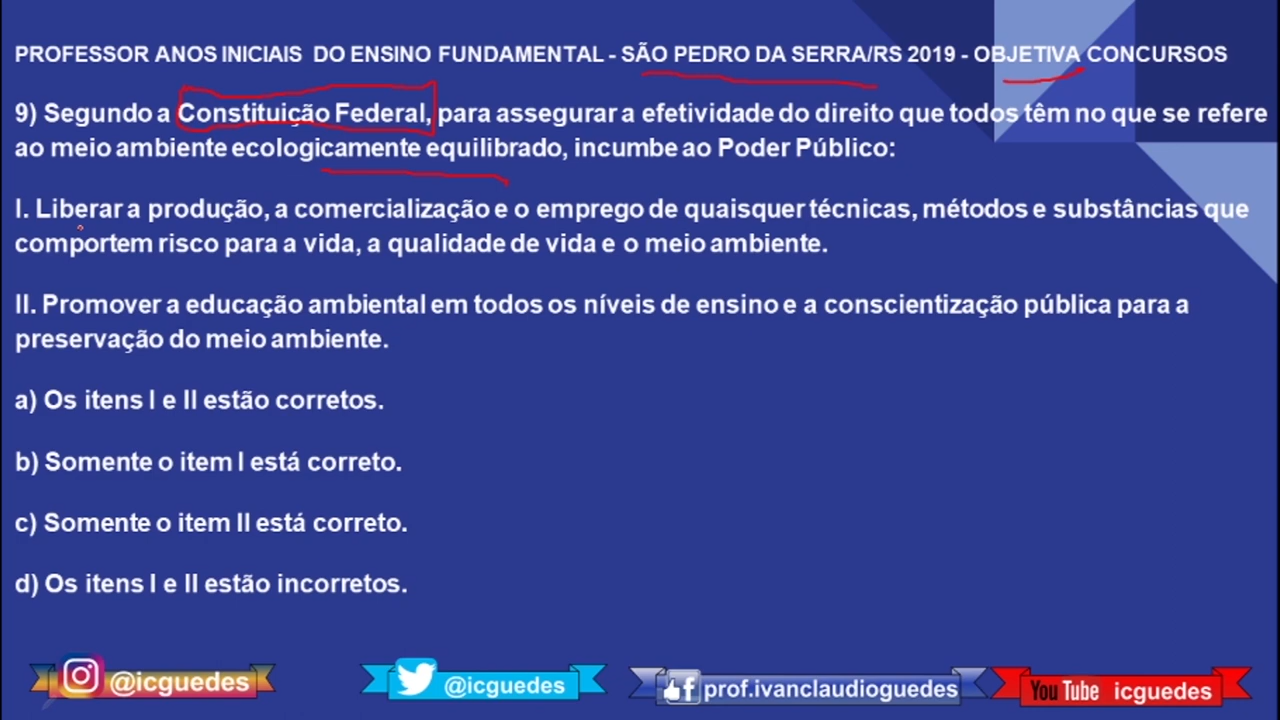 PROFESSOR ANOS INICIAIS DO ENSINO FUNDAMENTAL - SÃO PEDRO DA SERRA/RS 2019 - OBJETIVA CONCURSOS
9) Segundo a Constituição Federal, para assegurar a efetividade do direito que todos têm no que se refere
ao meio ambiente ecologicamente equilibrado, incumbe ao Poder Público:
I. Liberar a produção, a comercialização e o emprego de quaisquer técnicas, métodos e substâncias que
comportem risco para a vida, a qualidade de vida e o meio ambiente.
II. Promover a educação ambiental em todos os níveis de ensino e a conscientização pública para a
preservação do meio ambiente.
a) Os itens I e II estão corretos.
b) Somente o item I está correto.
c) Somente o item II está correto.
d) Os itens I e II estão incorretos.
@icguedes @icguedes prof.ivanclaudioguedes YouTube icguedes